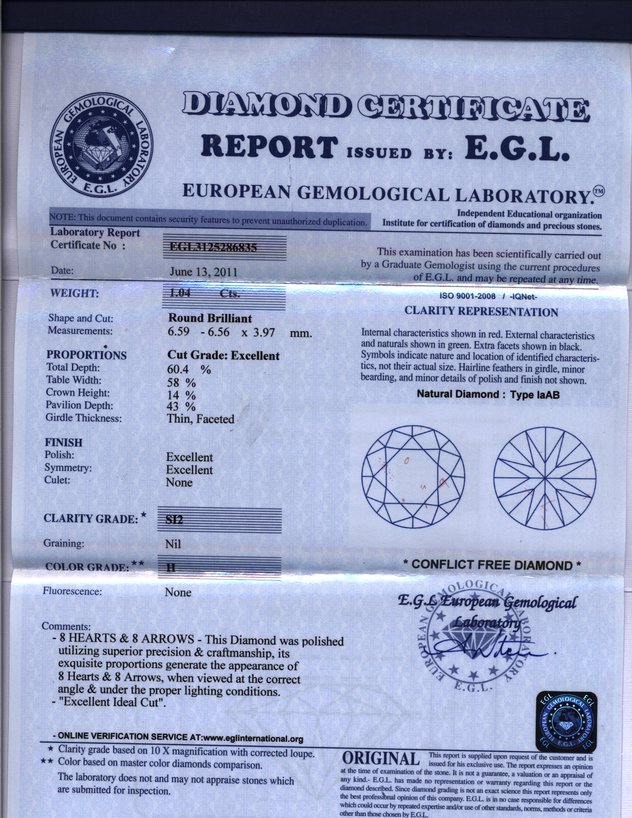 EUROPEAN GEMOLOGICAL LABORATORY
E.G.L.
DIAMOND CERTIFICATE
REPORT ISSUED BY: E.G.L.
EUROPEAN GEMOLOGICAL LABORATORY.™
NOTE: This document contains security features to prevent unauthorized duplication.
Independent Educational organization
Institute for certification of diamonds and precious stones.
Laboratory Report
Certificate No : EGL3125286835
Date: June 13, 2011
WEIGHT: 1.04 Cts.
Shape and Cut: Round Brilliant
Measurements: 6.59 - 6.56 x 3.97 mm.
PROPORTIONS Cut Grade: Excellent
Total Depth: 60.4 %
Table Width: 58 %
Crown Height: 14 %
Pavilion Depth: 43 %
Girdle Thickness: Thin, Faceted
FINISH
Polish: Excellent
Symmetry: Excellent
Culet: None
CLARITY GRADE: * SI2
Graining: Nil
COLOR GRADE: ** H
Fluorescence: None
Comments:
- 8 HEARTS & 8 ARROWS - This Diamond was polished
utilizing superior precision & craftmanship, its
exquisite proportions generate the appearance of
8 Hearts & 8 Arrows, when viewed at the correct
angle & under the proper lighting conditions.
- "Excellent Ideal Cut".
- ONLINE VERIFICATION SERVICE AT:www.eglinternational.org
* Clarity grade based on 10 X magnification with corrected loupe.
** Color based on master color diamonds comparison.
The laboratory does not and may not appraise stones which
are submitted for inspection.
This examination has been scientifically carried out
by a Graduate Gemologist using the current procedures
of E.G.L. and may be repeated at any time.
ISO 9001-2008 / -IQNet-
CLARITY REPRESENTATION
Internal characteristics shown in red. External characteristics
and naturals shown in green. Extra facets shown in black.
Symbols indicate nature and location of identified characteris-
tics, not their actual size. Hairline feathers in girdle, minor
bearding, and minor details of polish and finish not shown.
Natural Diamond : Type IaAB
* CONFLICT FREE DIAMOND *
E.G.L European Gemological
Laboratory
EUROPEAN GEMOLOGICAL LABORATORY
E.G.L.
EGL EGL
EUROPEAN GEMOLOGICAL LABORATORY
E.G.L.
ORIGINAL This report is supplied upon request of the customer and is
issued for his exclusive use. The report expresses an opinion
at the time of examination of the stone. It is not a guarantee, a valuation or an appraisal of
any kind.- E.G.L. has made no representation or warranty regarding this report or the
diamond described. Since diamond grading is not an exact science this report represents only
the best professional opinion of this company. E.G.L. is in no case responsible for differences
which could occur by repeated expertise and/or use of other standards, norms, methods or criteria
other than those chosen by E.G.L.